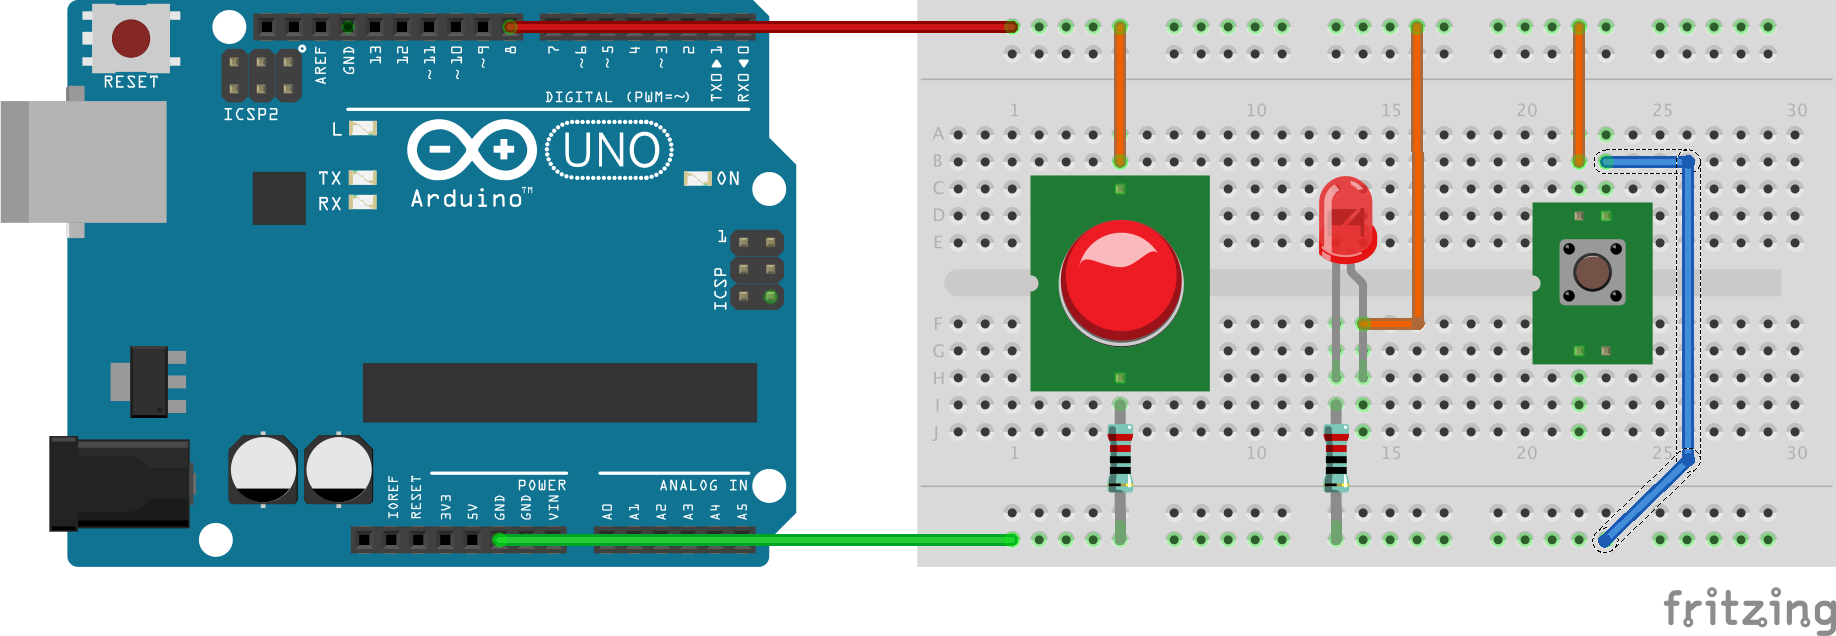 RESET
ICSP2
AREF
GND
13
12
~11
~10
~9
8
7
~6
~5
4
~3
2
TX0▶1
RX0◀0
DIGITAL (PWM=~)
L
TX
RX
UNO
Arduino™
ON
1
ICSP
IOREF
RESET
3V3
5V
GND
GND
VIN
POWER
ANALOG IN
A0
A1
A2
A3
A4
A5
1 10 15 20 25 30
A
B
C
D
E
F
G
H
I
J
1 10 15 20 25 30
fritzing